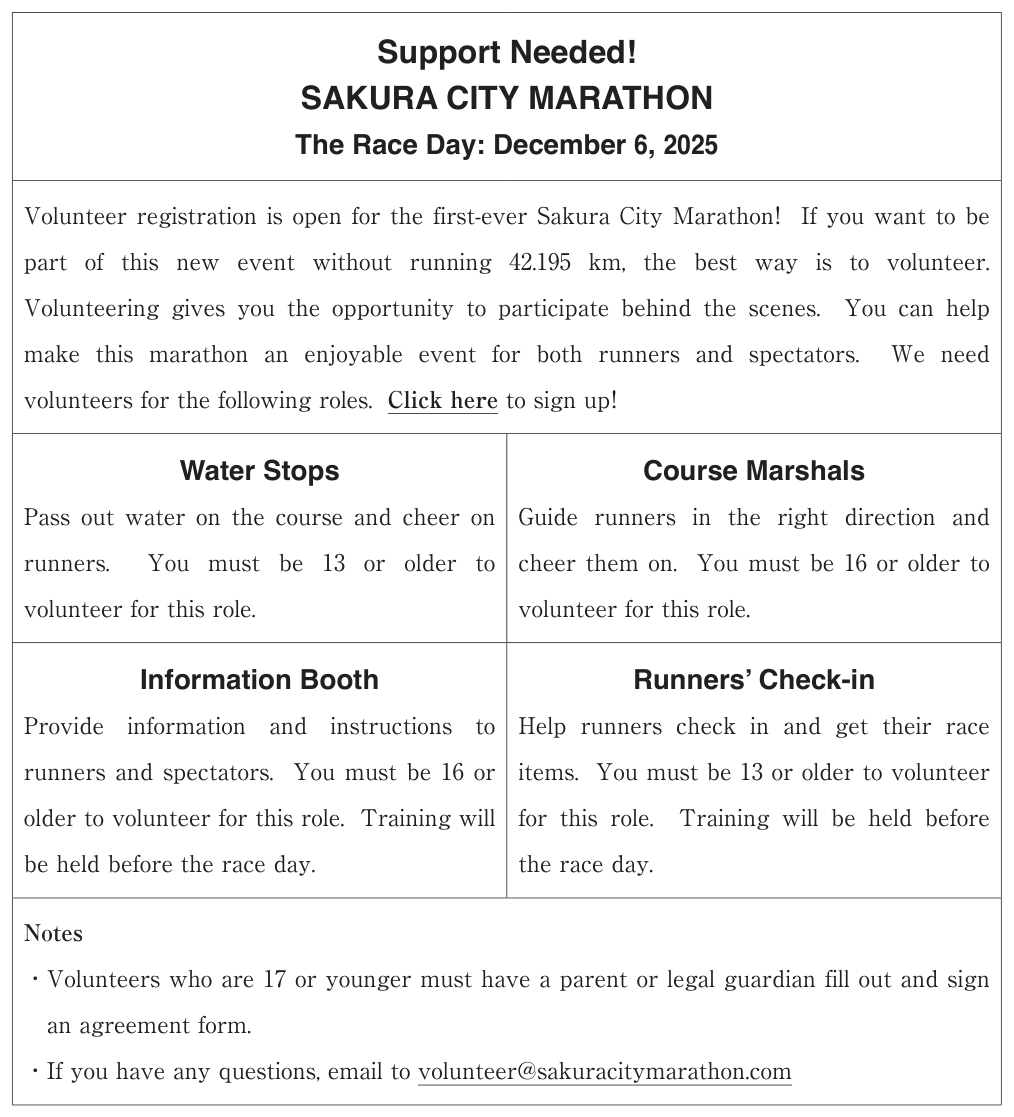 Support Needed!
SAKURA CITY MARATHON
The Race Day: December 6, 2025
Volunteer registration is open for the first-ever Sakura City Marathon! If you want to be
part of this new event without running 42.195 km, the best way is to volunteer.
Volunteering gives you the opportunity to participate behind the scenes. You can help
make this marathon an enjoyable event for both runners and spectators. We need
volunteers for the following roles. Click here to sign up!
Water Stops
Pass out water on the course and cheer on
runners. You must be 13 or older to
volunteer for this role.
Course Marshals
Guide runners in the right direction and
cheer them on. You must be 16 or older to
volunteer for this role.
Information Booth
Provide information and instructions to
runners and spectators. You must be 16 or
older to volunteer for this role. Training will
be held before the race day.
Runners’ Check-in
Help runners check in and get their race
items. You must be 13 or older to volunteer
for this role. Training will be held before
the race day.
Notes
・Volunteers who are 17 or younger must have a parent or legal guardian fill out and sign
an agreement form.
・If you have any questions, email to volunteer@sakuracitymarathon.com